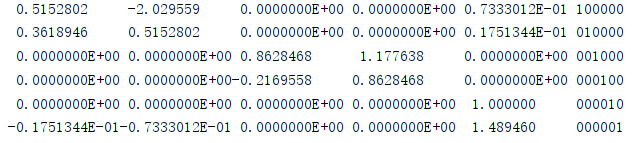 0.5152802 -2.029559 0.0000000E+00 0.0000000E+00 0.7333012E-01 100000
0.3618946 0.5152802 0.0000000E+00 0.0000000E+00 0.1751344E-01 010000
0.0000000E+00 0.0000000E+00 0.8628468 1.177638 0.0000000E+00 001000
0.0000000E+00 0.0000000E+00-0.2169558 0.8628468 0.0000000E+00 000100
0.0000000E+00 0.0000000E+00 0.0000000E+00 0.0000000E+00 1.000000 000010
-0.1751344E-01-0.7333012E-01 0.0000000E+00 0.0000000E+00 1.489460 000001